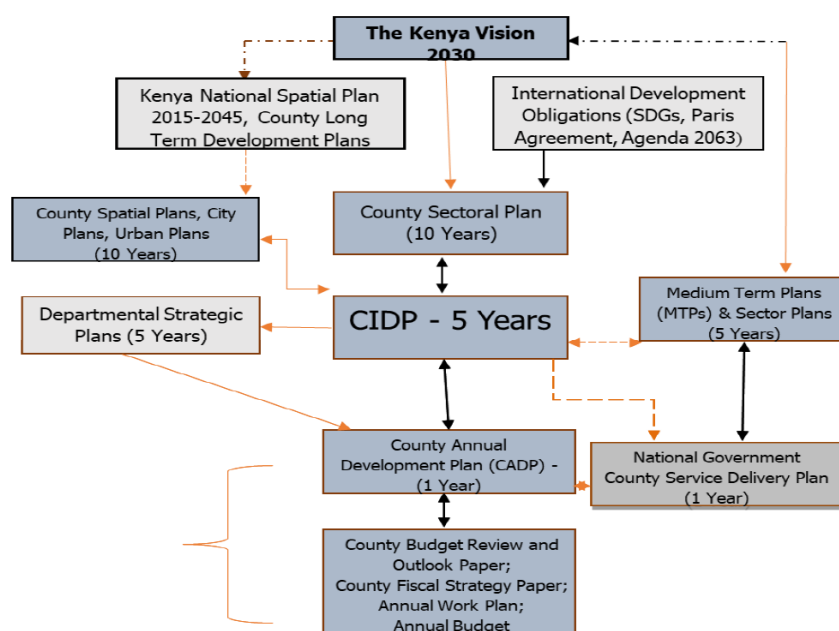 The Kenya Vision
2030
Kenya National Spatial Plan
2015-2045, County Long
Term Development Plans
International Development
Obligations (SDGs, Paris
Agreement, Agenda 2063)
County Spatial Plans, City
Plans, Urban Plans
(10 Years)
County Sectoral Plan
(10 Years)
Departmental Strategic
Plans (5 Years)
CIDP - 5 Years
Medium Term Plans
(MTPs) & Sector Plans
(5 Years)
County Annual
Development Plan (CADP) -
(1 Year)
National Government
County Service Delivery Plan
(1 Year)
County Budget Review and
Outlook Paper;
County Fiscal Strategy Paper;
Annual Work Plan;
Annual Budget